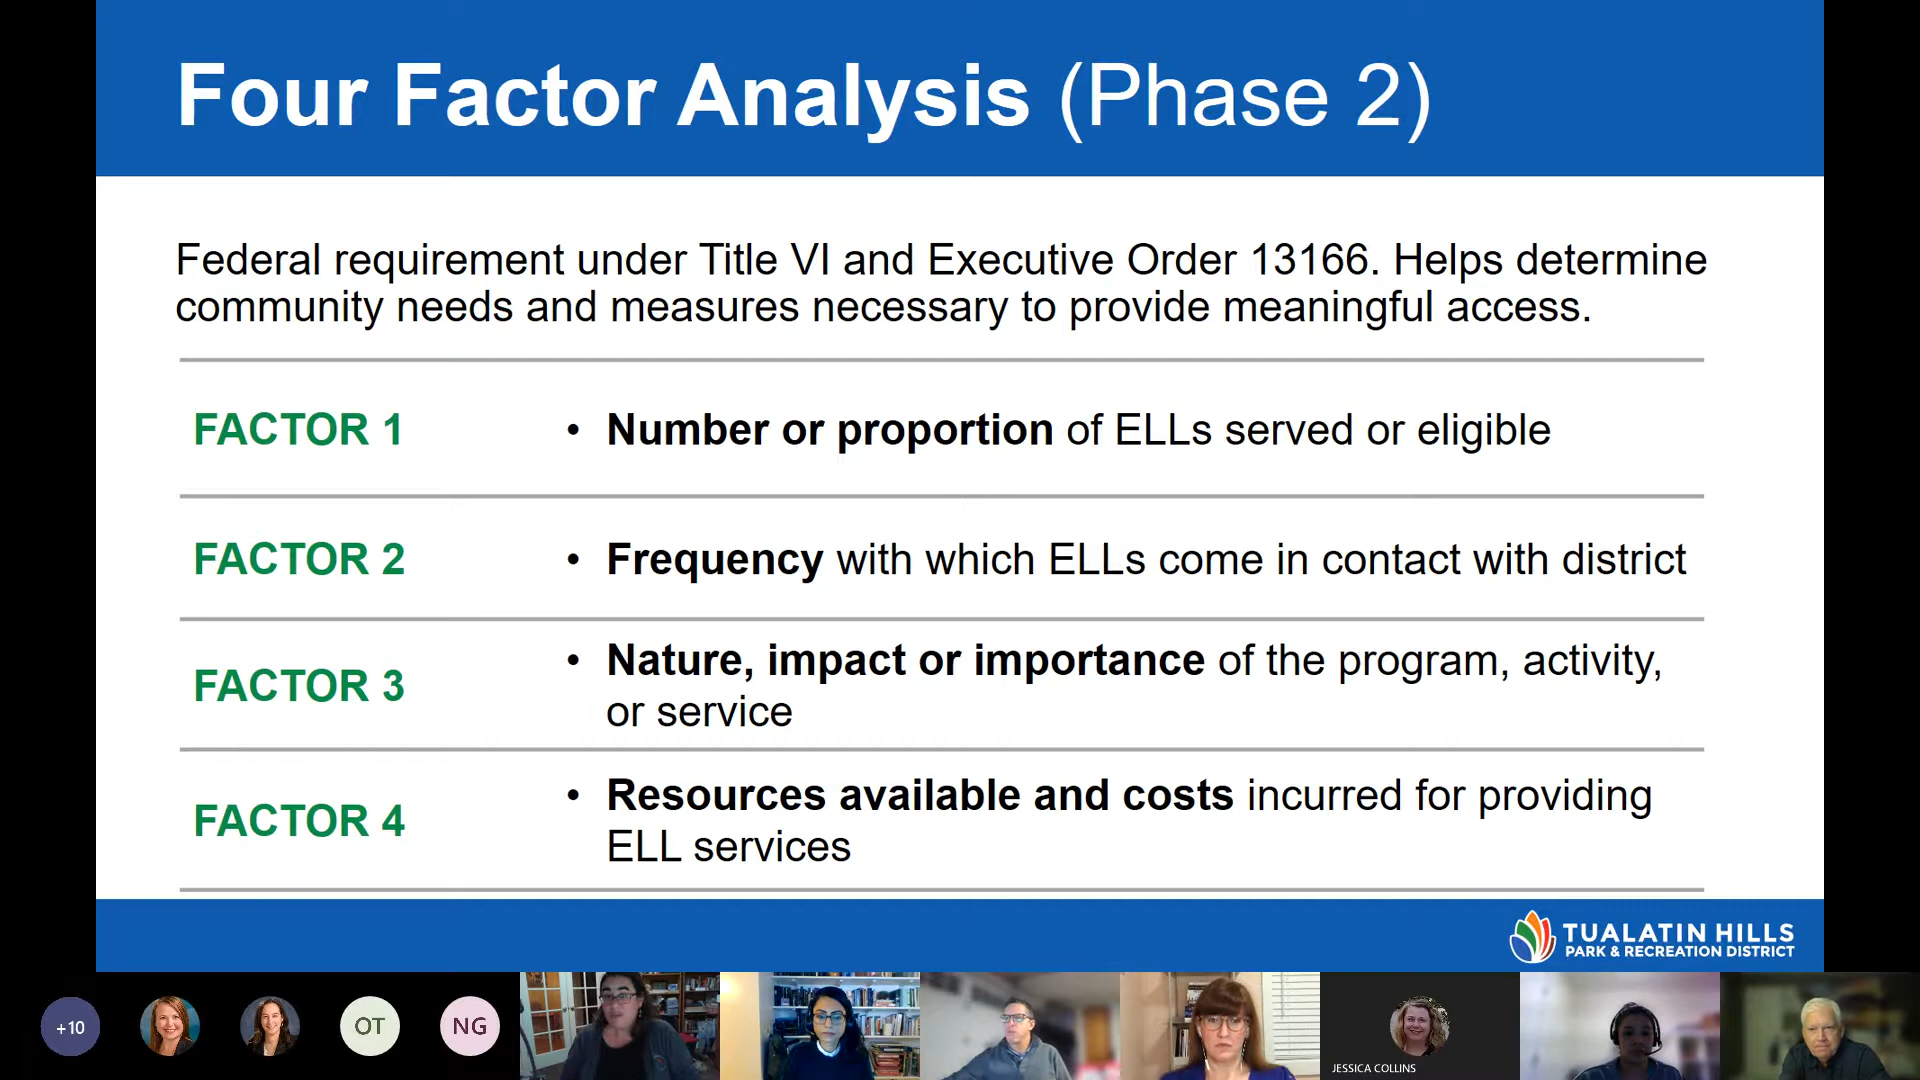 Four Factor Analysis (Phase 2)
Federal requirement under Title VI and Executive Order 13166. Helps determine
community needs and measures necessary to provide meaningful access.
FACTOR 1
• Number or proportion of ELLs served or eligible
FACTOR 2
• Frequency with which ELLs come in contact with district
FACTOR 3
• Nature, impact or importance of the program, activity,
or service
FACTOR 4
• Resources available and costs incurred for providing
ELL services
TUALATIN HILLS
PARK & RECREATION DISTRICT
+10
OT
NG
JESSICA COLLINS